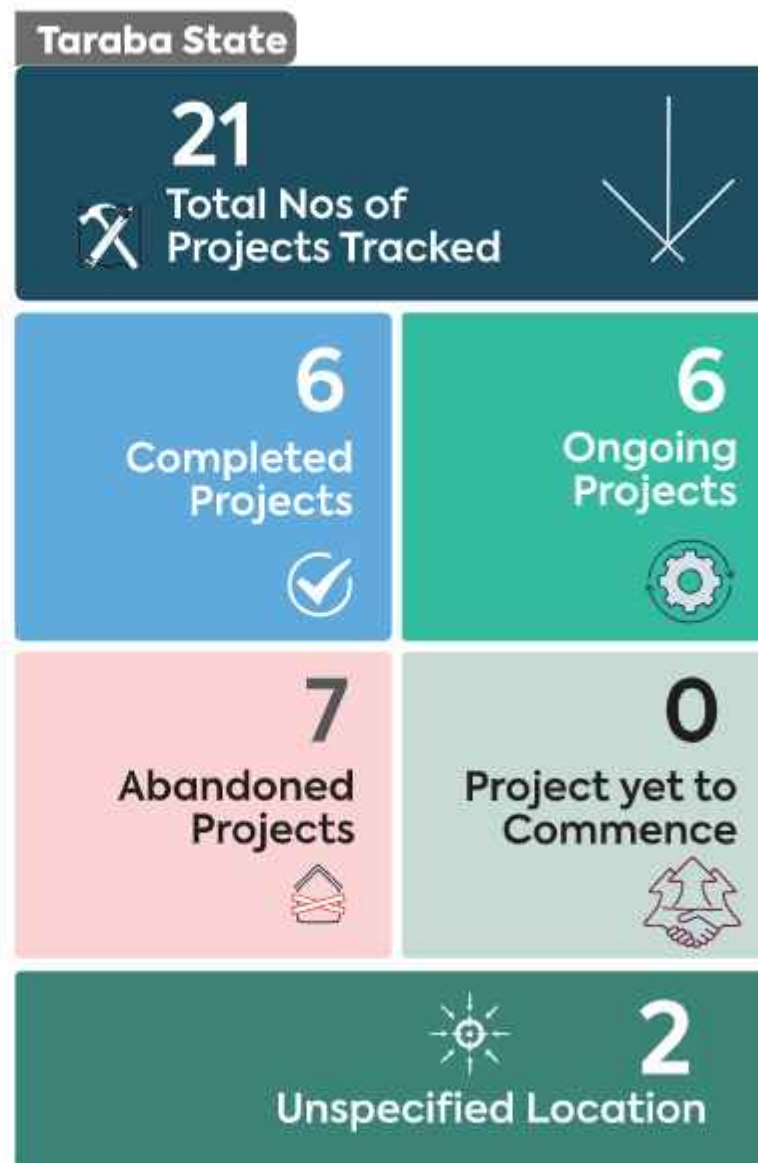 Taraba State
21
Total Nos of
Projects Tracked
6
Completed
Projects
6
Ongoing
Projects
7
Abandoned
Projects
0
Project yet to
Commence
2
Unspecified Location